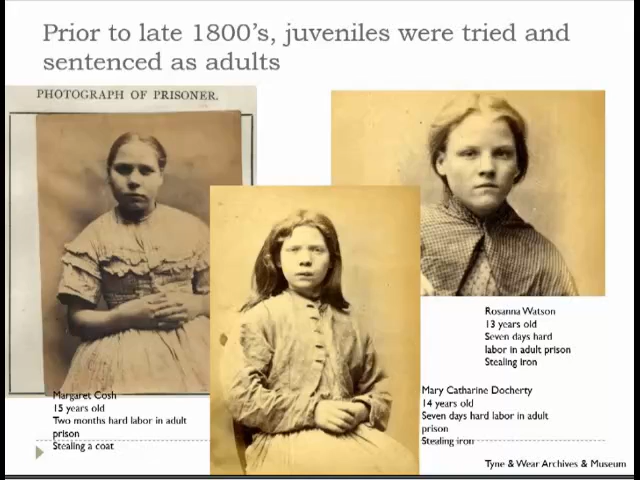 Prior to late 1800's, juveniles were tried and
sentenced as adults
PHOTOGRAPH OF PRISONER.
Rosanna Watson
13 years old
Seven days hard
labor in adult prison
Stealing Iron
Margaret Cosh
15 years old
Two months hard labor in adult
prison
Stealing a coat
Mary Catharine Docherty
14 years old
Seven days hard labor in adult
prison
Stealing iron
Tyne & Wear Archives & Museum